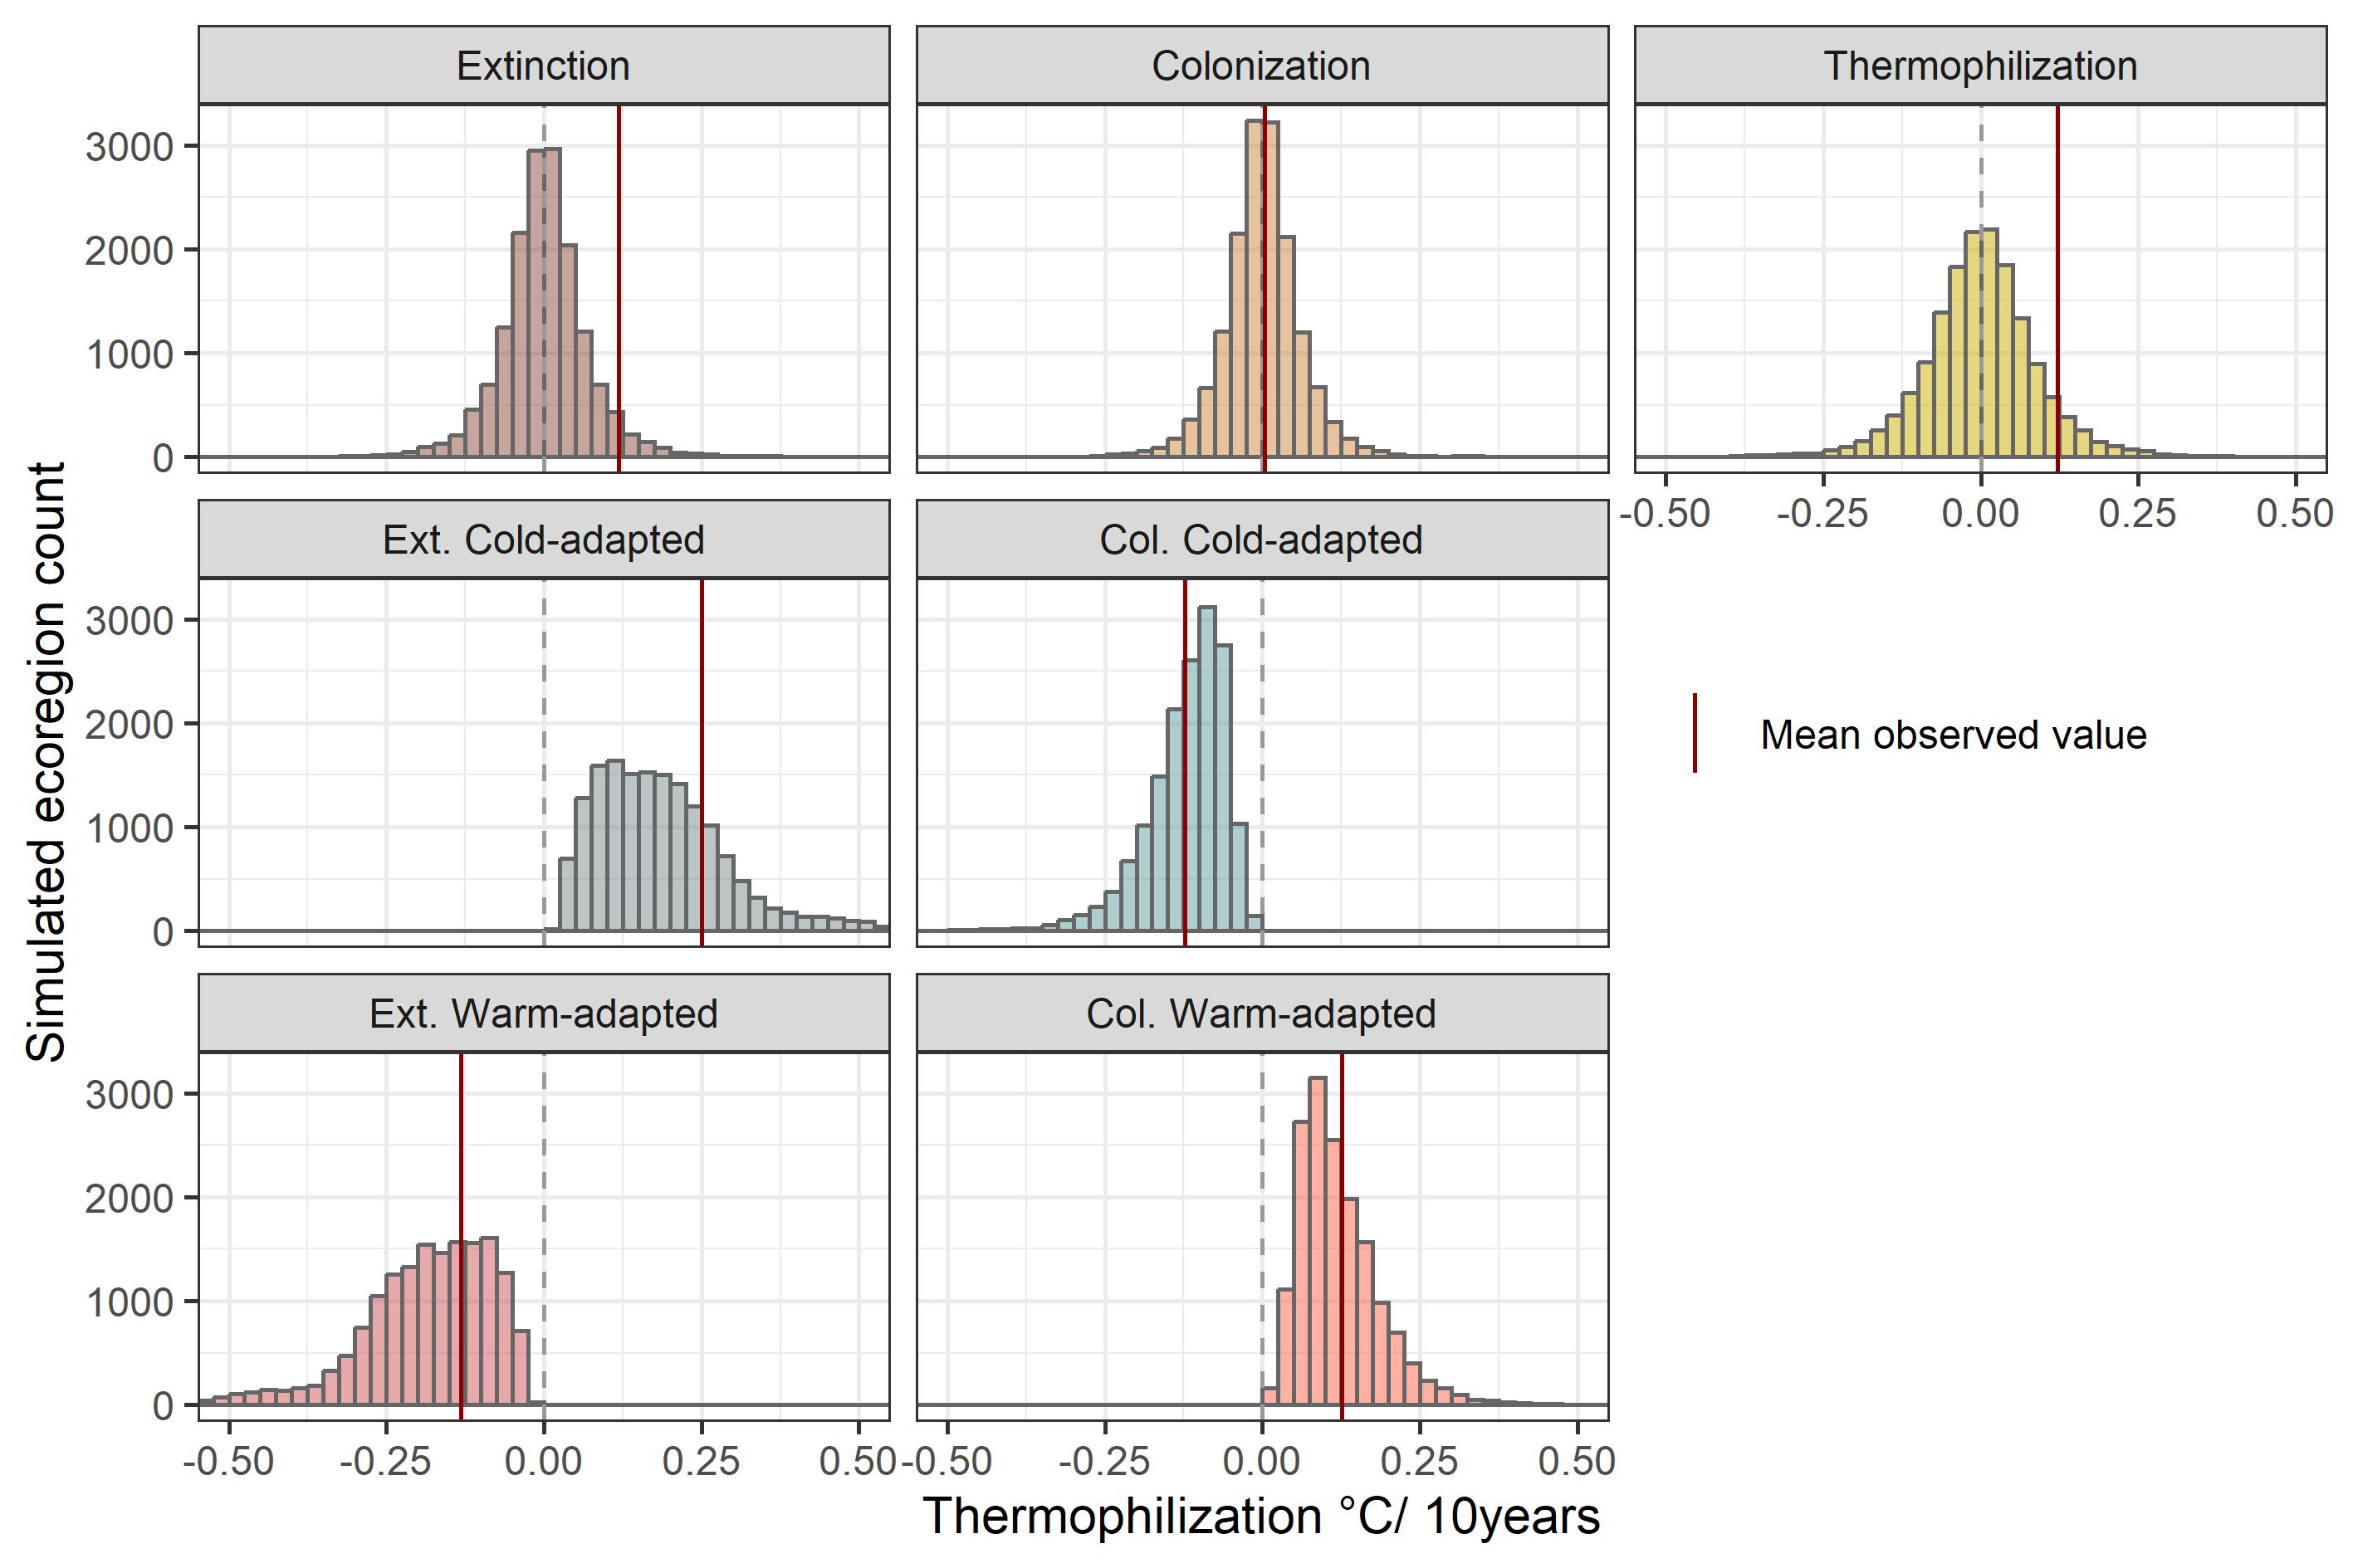 Extinction
Colonization
Thermophilization
3000
2000
1000
0
-0.50 -0.25 0.00 0.25 0.50
Ext. Cold-adapted
Col. Cold-adapted
3000
2000
1000
0
Mean observed value
Ext. Warm-adapted
Col. Warm-adapted
3000
2000
1000
0
-0.50 -0.25 0.00 0.25 0.50
-0.50 -0.25 0.00 0.25 0.50
Simulated ecoregion count
Thermophilization °C/ 10years